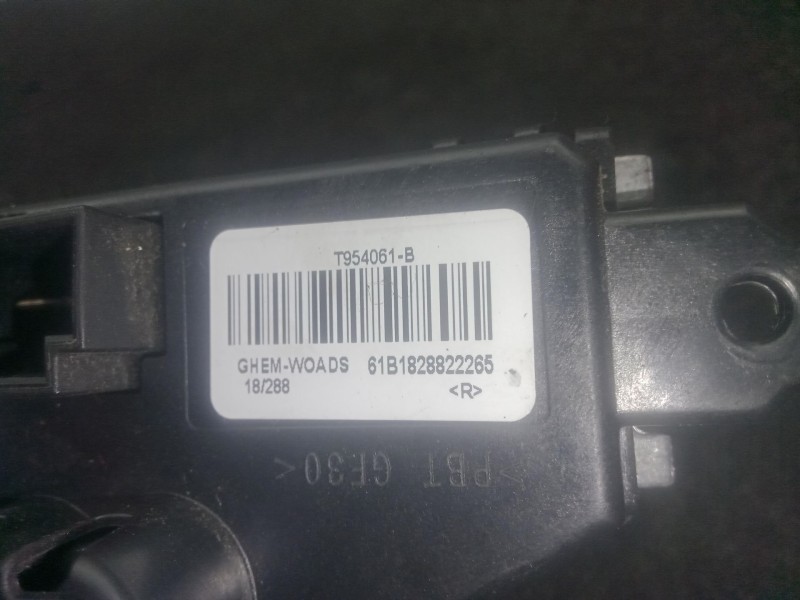 T954061-B
GHEM-WOADS 61B1828822265
18/288 <R>
>PBT GF30<